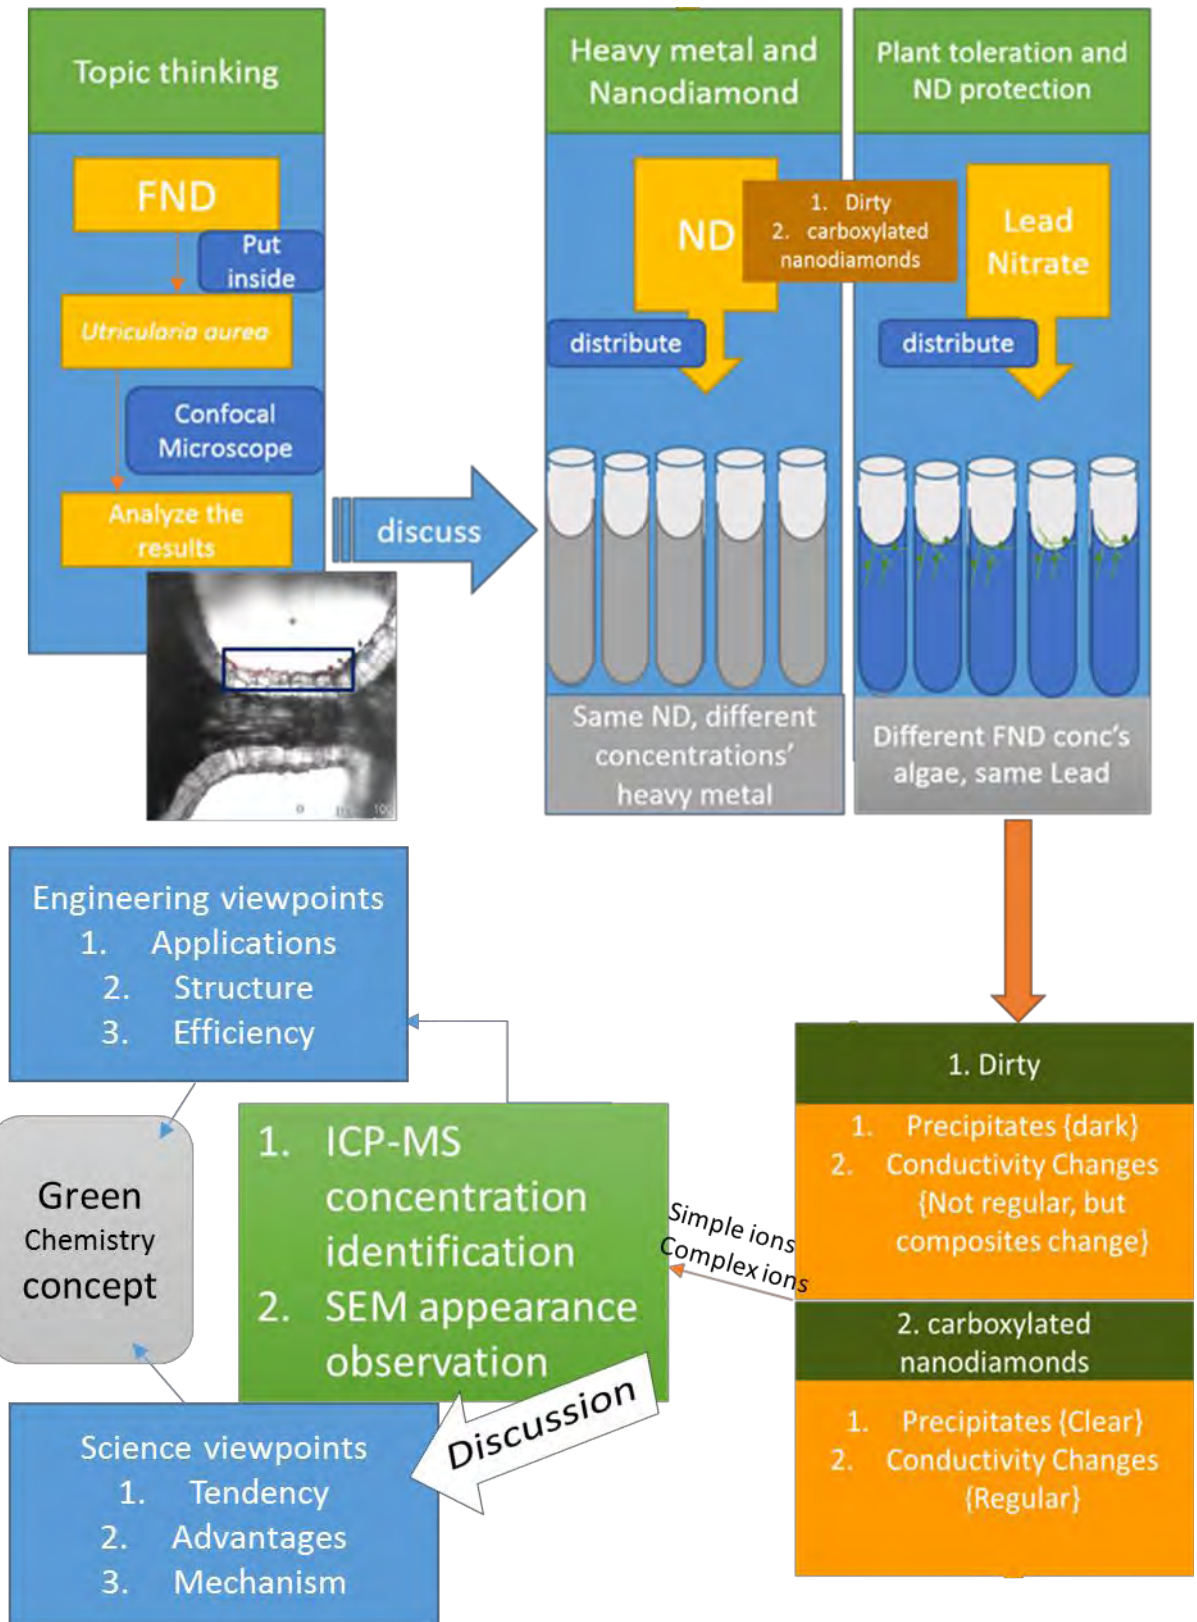 Topic thinking
FND
Put
inside
Utricularia aurea
Confocal
Microscope
Analyze the
results
0
100
discuss
Heavy metal and
Nanodiamond
ND
1. Dirty
2. carboxylated
nanodiamonds
distribute
Same ND, different
concentrations'
heavy metal
Plant toleration and
ND protection
Lead
Nitrate
distribute
Different FND conc's
algae, same Lead
1. Dirty
1. Precipitates {dark}
2. Conductivity Changes
{Not regular, but
composites change}
2. carboxylated
nanodiamonds
1. Precipitates {Clear}
2. Conductivity Changes
{Regular}
Simple ions
Complex ions
1. ICP-MS
concentration
identification
2. SEM appearance
observation
Discussion
Engineering viewpoints
1. Applications
2. Structure
3. Efficiency
Green
Chemistry
concept
Science viewpoints
1. Tendency
2. Advantages
3. Mechanism